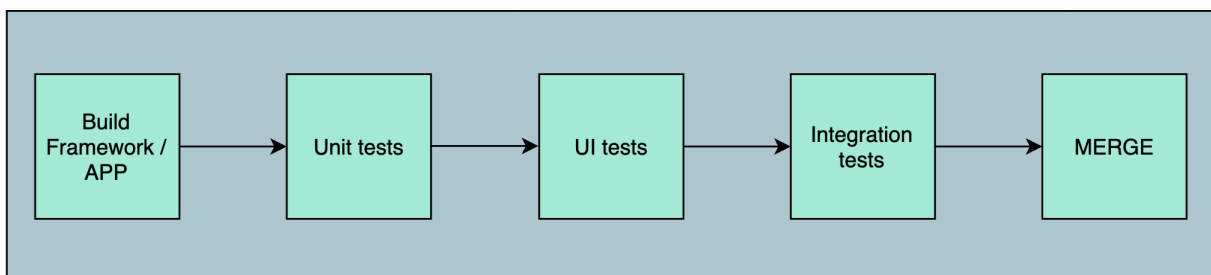 Build
Framework /
APP
Unit tests
UI tests
Integration
tests
MERGE